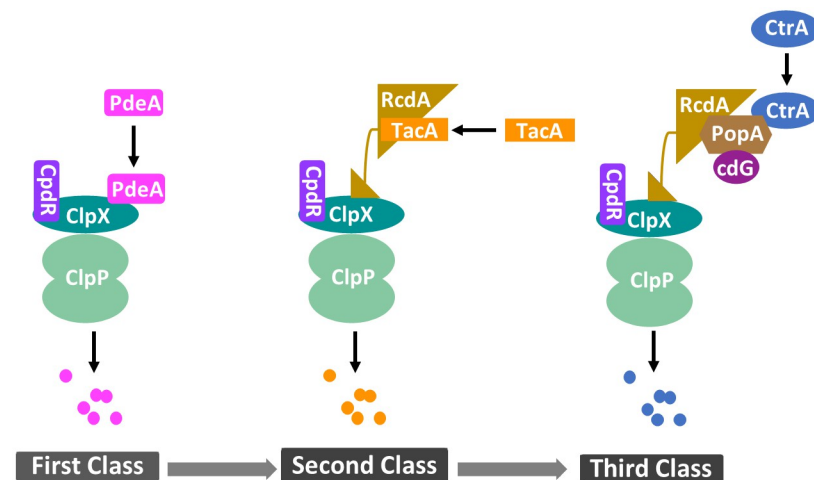 PdeA
PdeA
CpdR
ClpX
ClpP
First Class
RcdA
TacA
TacA
CpdR
ClpX
ClpP
Second Class
CtrA
CtrA
RcdA
PopA
cdG
CpdR
ClpX
ClpP
Third Class